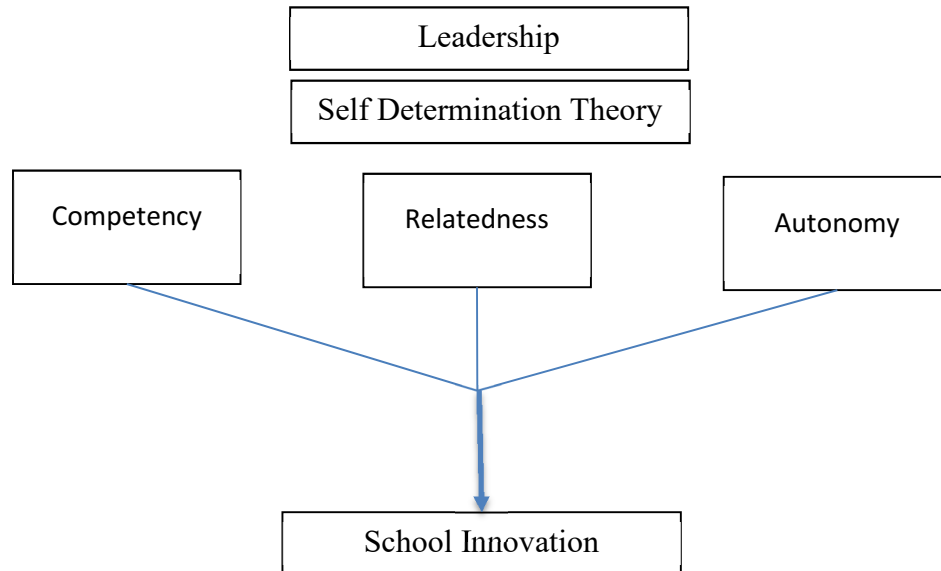 Leadership
Self Determination Theory
Competency
Relatedness
Autonomy
School Innovation